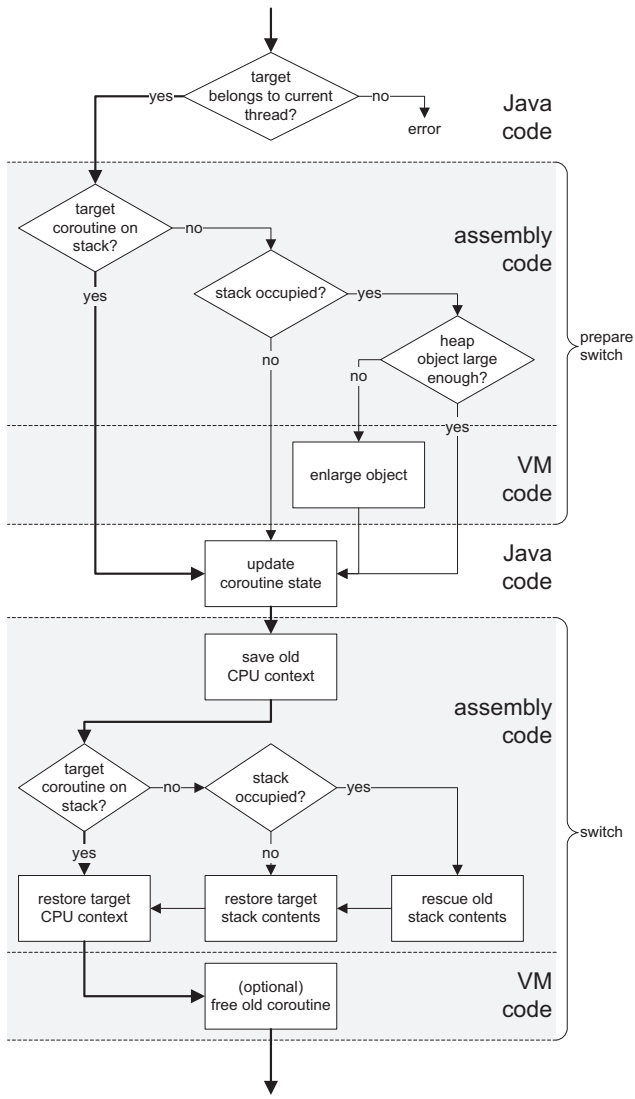 target
belongs to current
thread?
yes
no
error
Java
code
target
coroutine on
stack?
no
yes
assembly
code
stack occupied?
yes
no
heap
object large
enough?
no
yes
prepare
switch
enlarge object
VM
code
update
coroutine state
Java
code
save old
CPU context
assembly
code
target
coroutine on
stack?
no
yes
stack
occupied?
yes
no
switch
restore target
CPU context
restore target
stack contents
rescue old
stack contents
(optional)
free old coroutine
VM
code